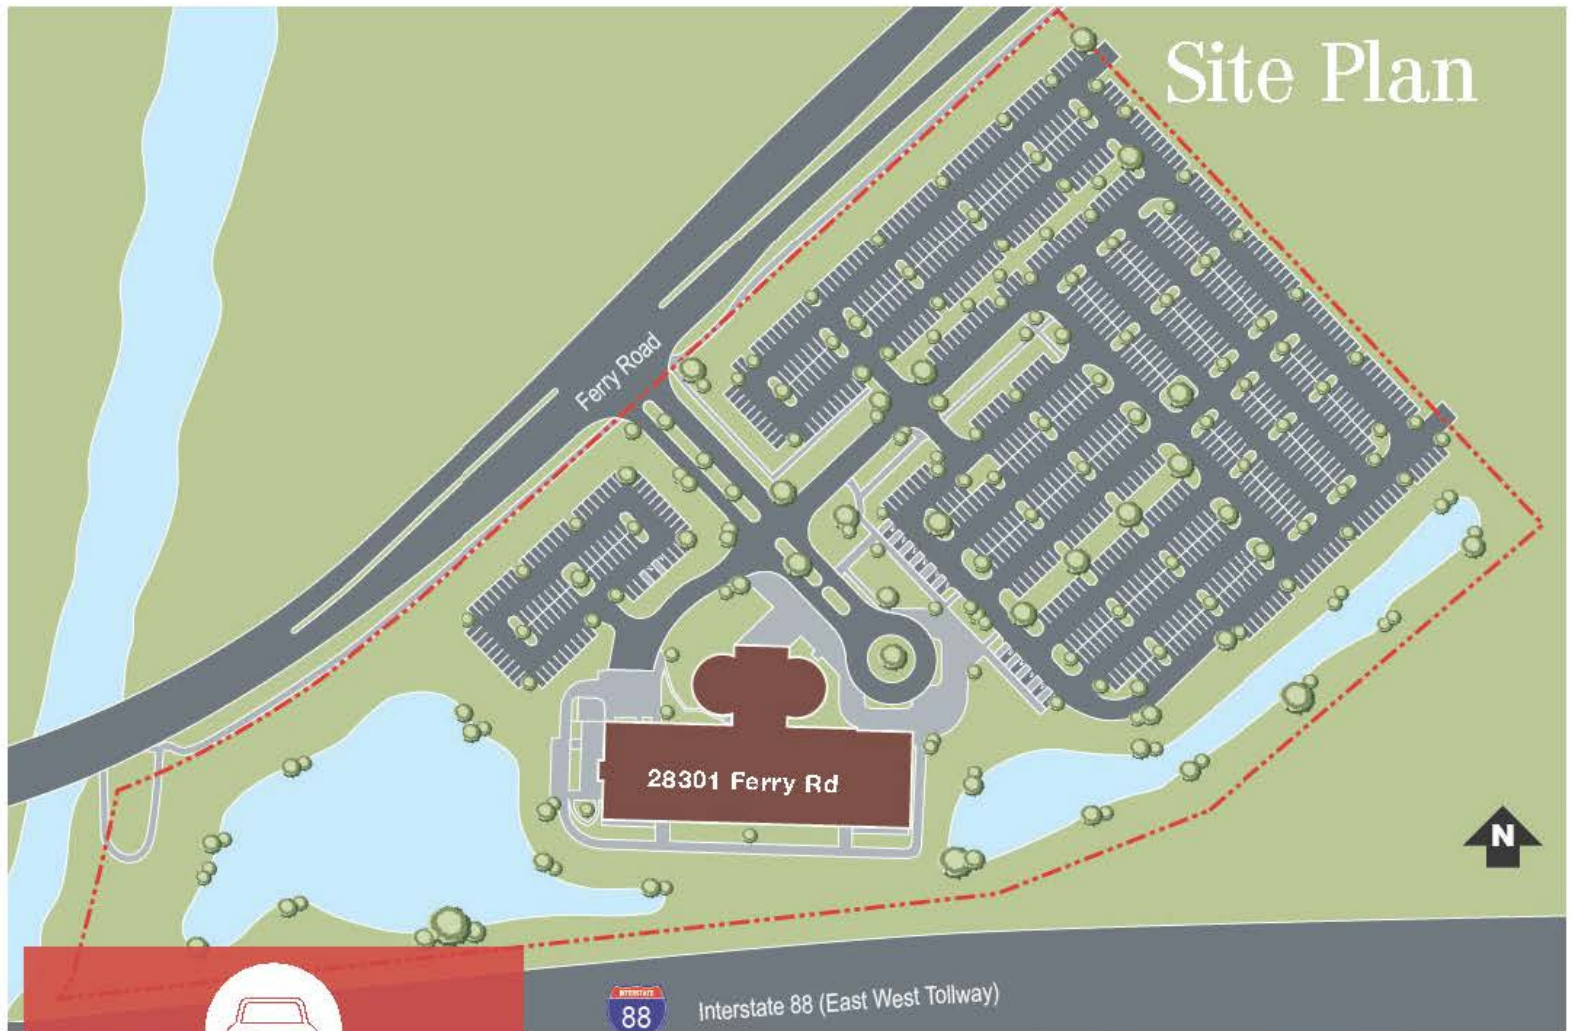 Site Plan
Ferry Road
28301 Ferry Rd
N
INTERSTATE
88
Interstate 88 (East West Tollway)